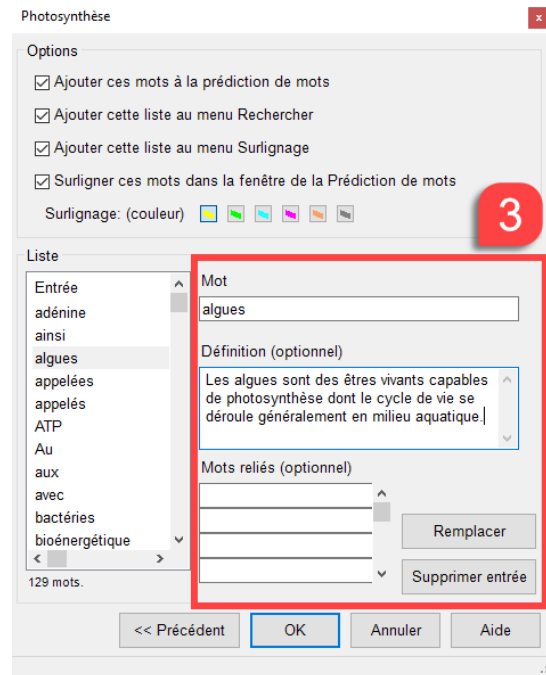 Photosynthèse
x
Options
Ajouter ces mots à la prédiction de mots
Ajouter cette liste au menu Rechercher
Ajouter cette liste au menu Surlignage
Surligner ces mots dans la fenêtre de la Prédiction de mots
Surlignage: (couleur)
3
Liste
Entrée
adénine
ainsi
algues
appelées
appelés
ATP
Au
aux
avec
bactéries
bioénergétique
129 mots.
Mot
algues
Définition (optionnel)
Les algues sont des êtres vivants capables
de photosynthèse dont le cycle de vie se
déroule généralement en milieu aquatique.
Mots reliés (optionnel)
Remplacer
Supprimer entrée
<< Précédent
OK
Annuler
Aide